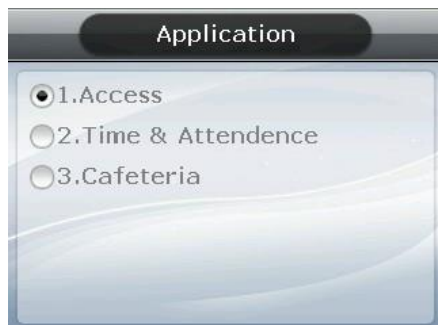 Application
1.Access
2.Time & Attendence
3.Cafeteria